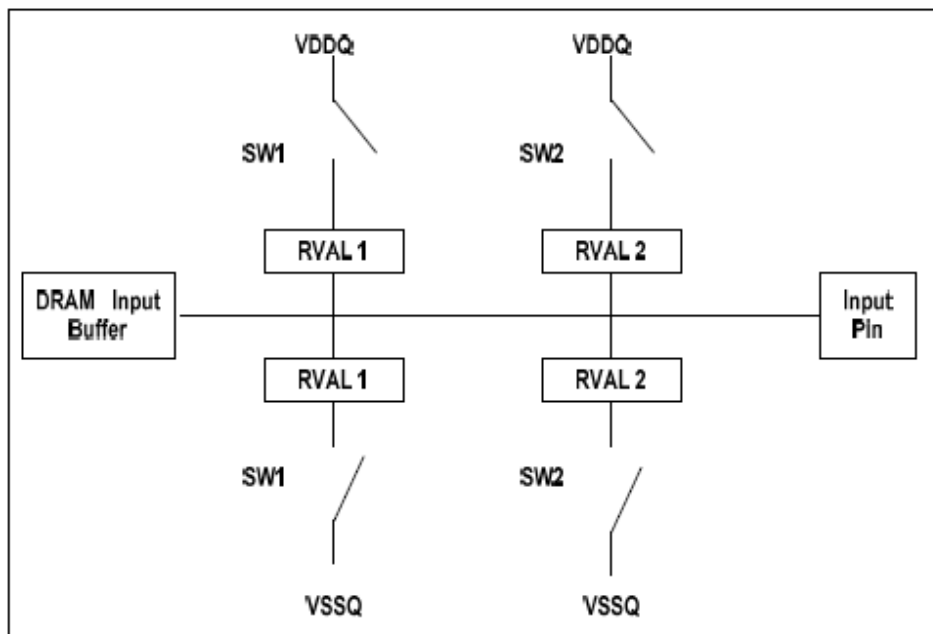 VDDQ VDDQ
SW1 SW2
RVAL 1 RVAL 2
DRAM Input
Buffer
Input
Pin
RVAL 1 RVAL 2
SW1 SW2
VSSQ VSSQ